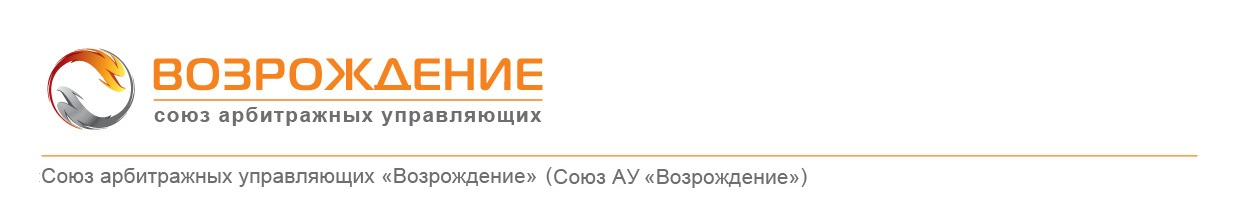 ВОЗРОЖДЕНИЕ
союз арбитражных управляющих
Союз арбитражных управляющих «Возрождение» (Союз АУ «Возрождение»)